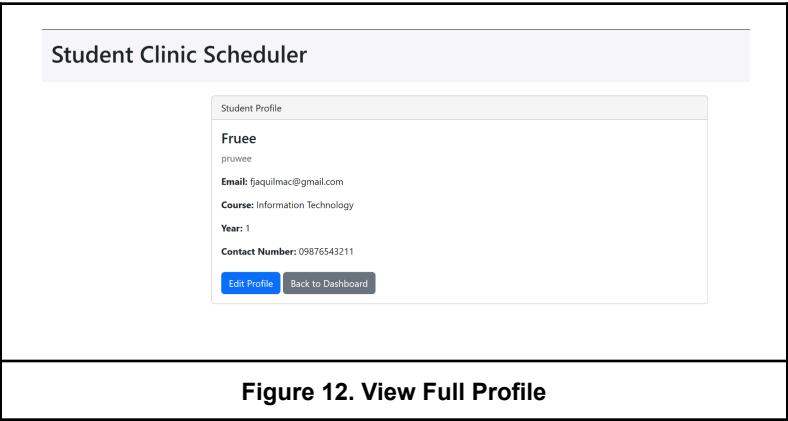 Student Clinic Scheduler
Student Profile
Fruee
pruwee
Email: fjaquilmac@gmail.com
Course: Information Technology
Year: 1
Contact Number: 09876543211
Edit Profile Back to Dashboard
Figure 12. View Full Profile